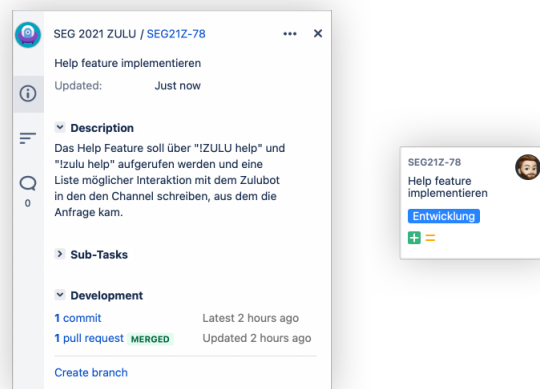 SEG 2021 ZULU / SEG21Z-78
Help feature implementieren
Updated: Just now
Description
Das Help Feature soll über "!ZULU help" und
"!zulu help" aufgerufen werden und eine
Liste möglicher Interaktion mit dem Zulubot
in den den Channel schreiben, aus dem die
Anfrage kam.
0
Sub-Tasks
Development
1 commit Latest 2 hours ago
1 pull request MERGED Updated 2 hours ago
Create branch
SEG21Z-78
Help feature
implementieren
Entwicklung